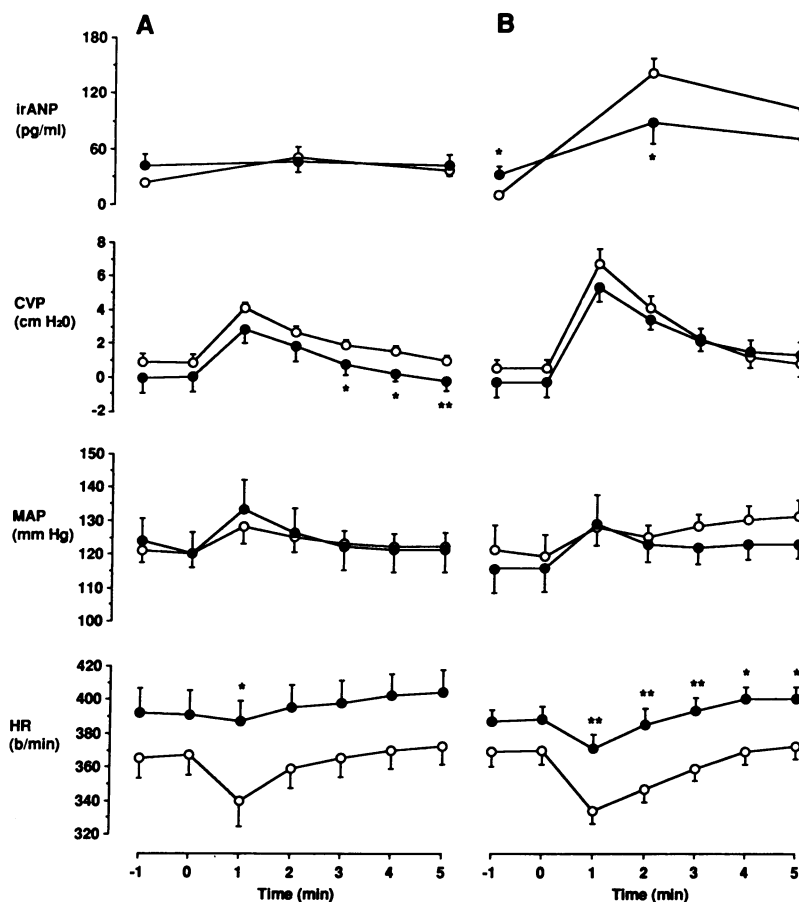 A
B
180
120
60
0
irANP
(pg/ml)
*
*
8
6
4
2
0
-2
CVP
(cm H₂0)
*
*
**
150
140
130
120
110
100
MAP
(mm Hg)
420
400
380
360
340
320
HR
(b/min)
*
**
**
**
*
*
-1 0 1 2 3 4 5
-1 0 1 2 3 4 5
Time (min)
Time (min)